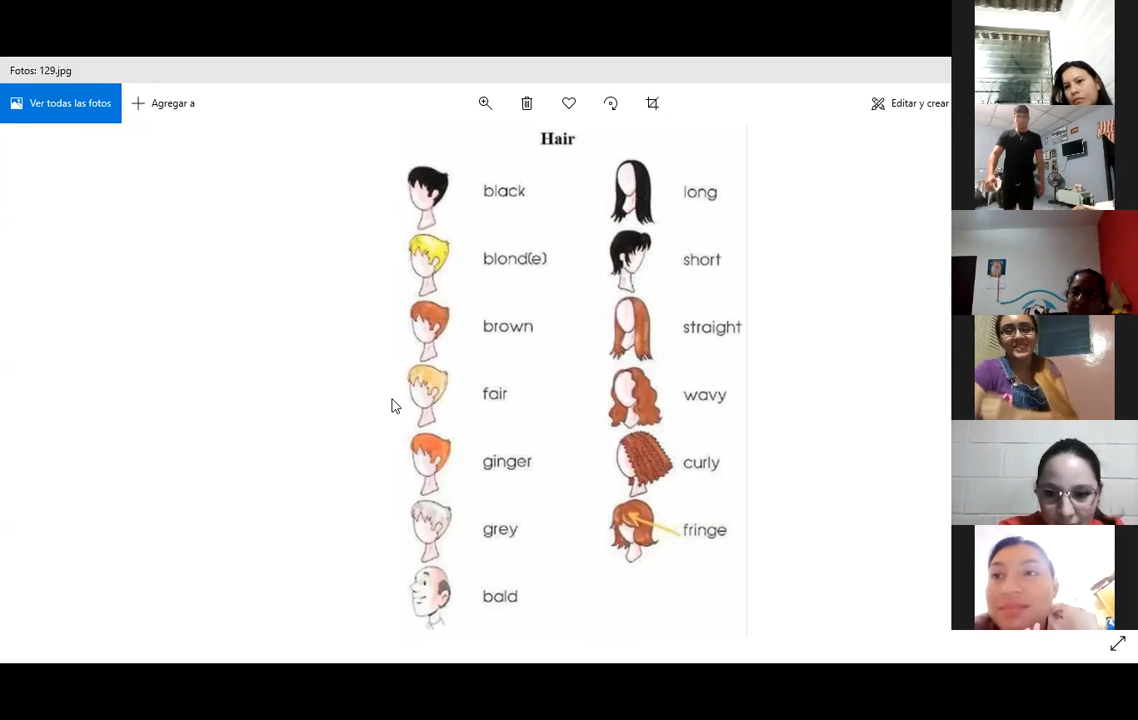 Fotos: 129.jpg
Ver todas las fotos
Agregar a
Editar y crear
Hair
black
long
blond(e)
short
brown
straight
fair
wavy
ginger
curly
grey
fringe
bald